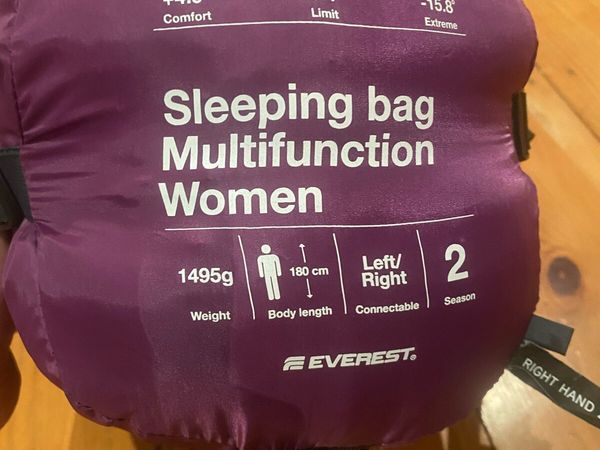 Comfort
Limit
-15.8°
Extreme
Sleeping bag
Multifunction
Women
1495g
Weight
180 cm
Body length
Left/
Right
Connectable
2
Season
EVEREST®
RIGHT HAND